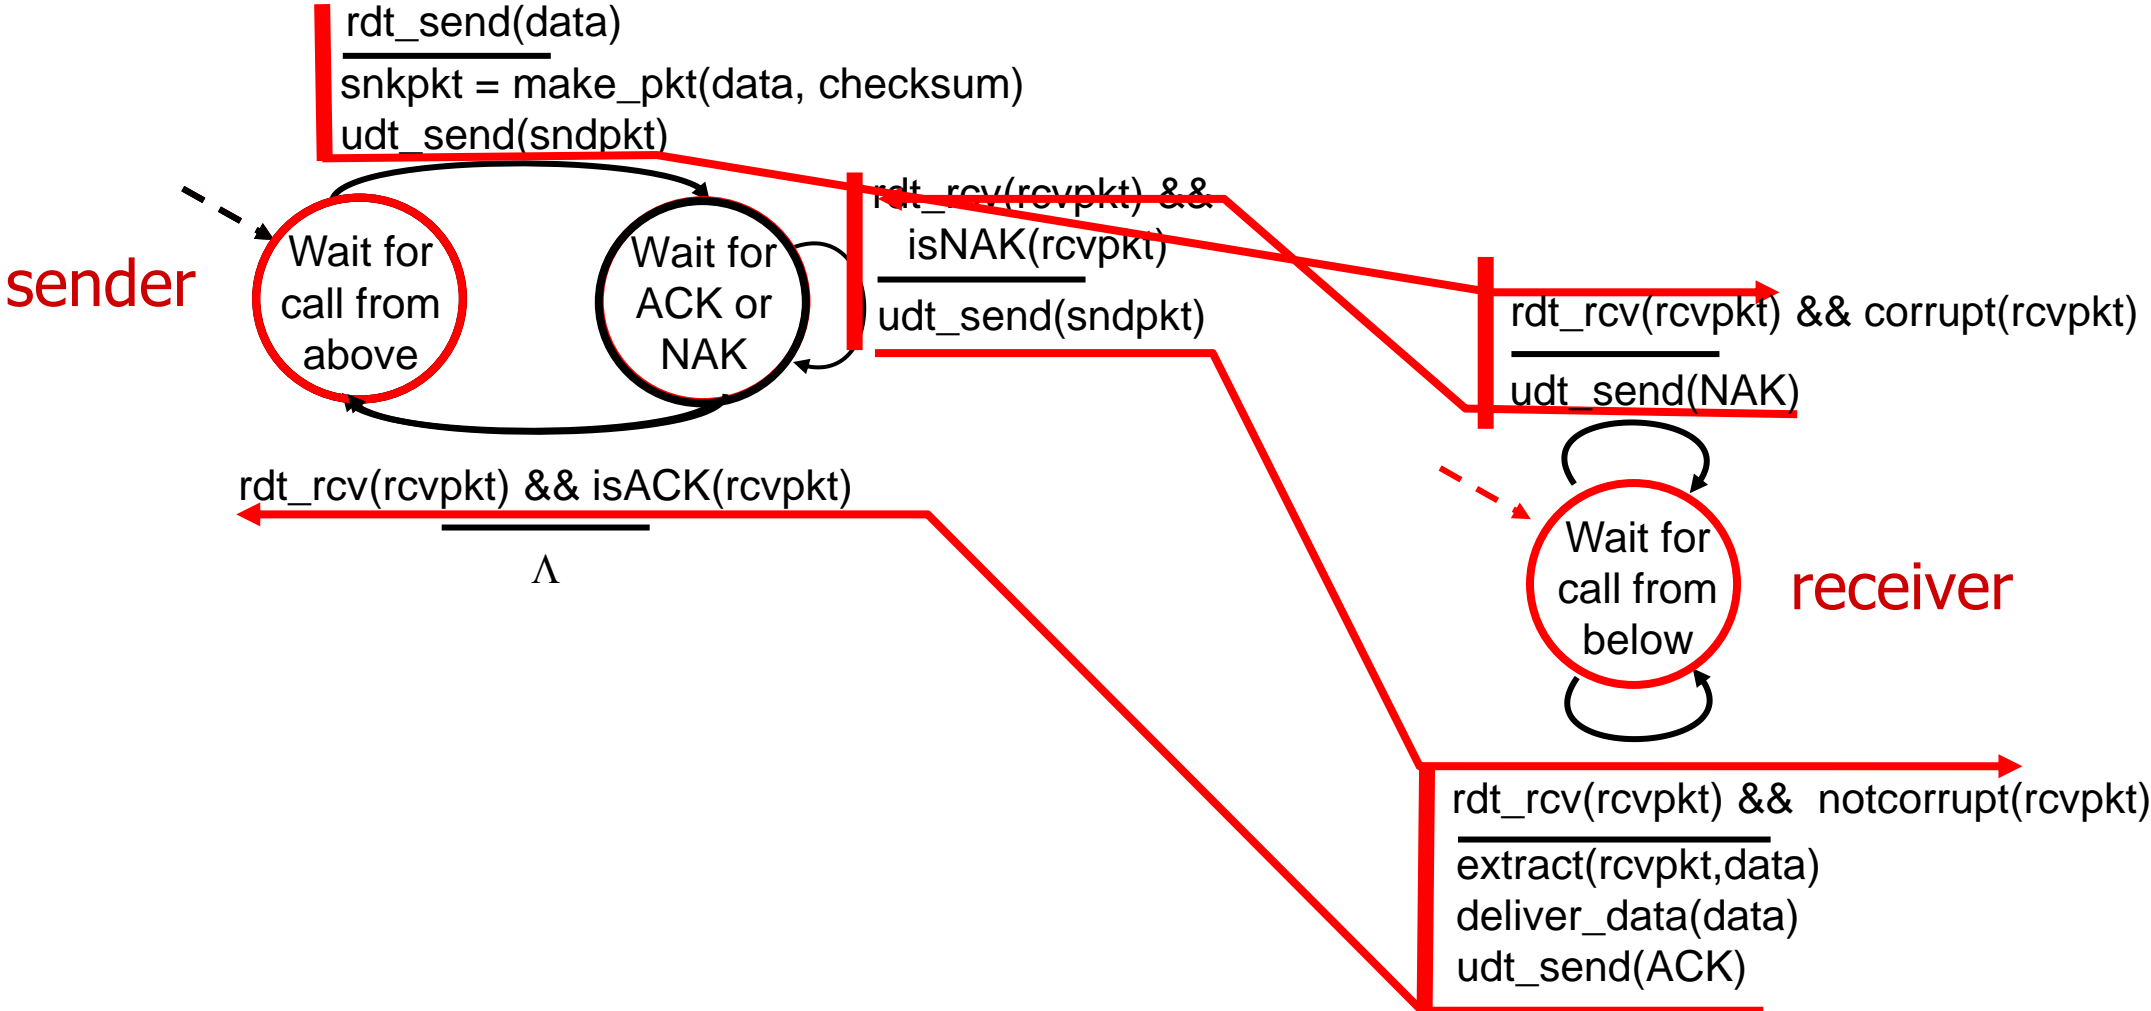 rdt_send(data)
snkpkt = make_pkt(data, checksum)
udt_send(sndpkt)
sender
Wait for
call from
above
Wait for
ACK or
NAK
rdt_rcv(rcvpkt) &&
isNAK(rcvpkt)
udt_send(sndpkt)
rdt_rcv(rcvpkt) && isACK(rcvpkt)
Λ
rdt_rcv(rcvpkt) && corrupt(rcvpkt)
udt_send(NAK)
Wait for
call from
below
receiver
rdt_rcv(rcvpkt) && notcorrupt(rcvpkt)
extract(rcvpkt,data)
deliver_data(data)
udt_send(ACK)